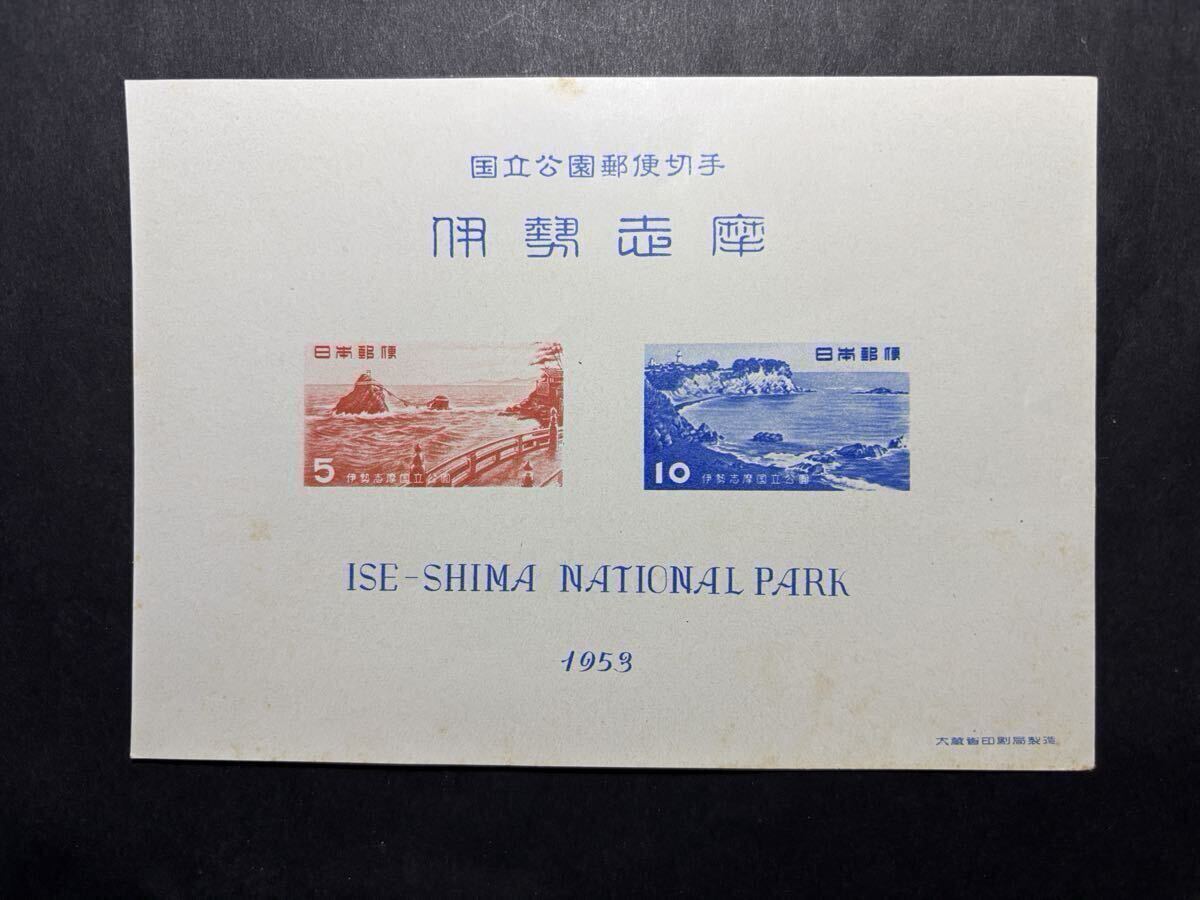 国立公園郵便切手
伊勢志摩
日本郵便
5 伊勢志摩国立公園
日本郵便
10 伊勢志摩国立公園
ISE-SHIMA NATIONAL PARK
1953
大蔵省印刷局製造